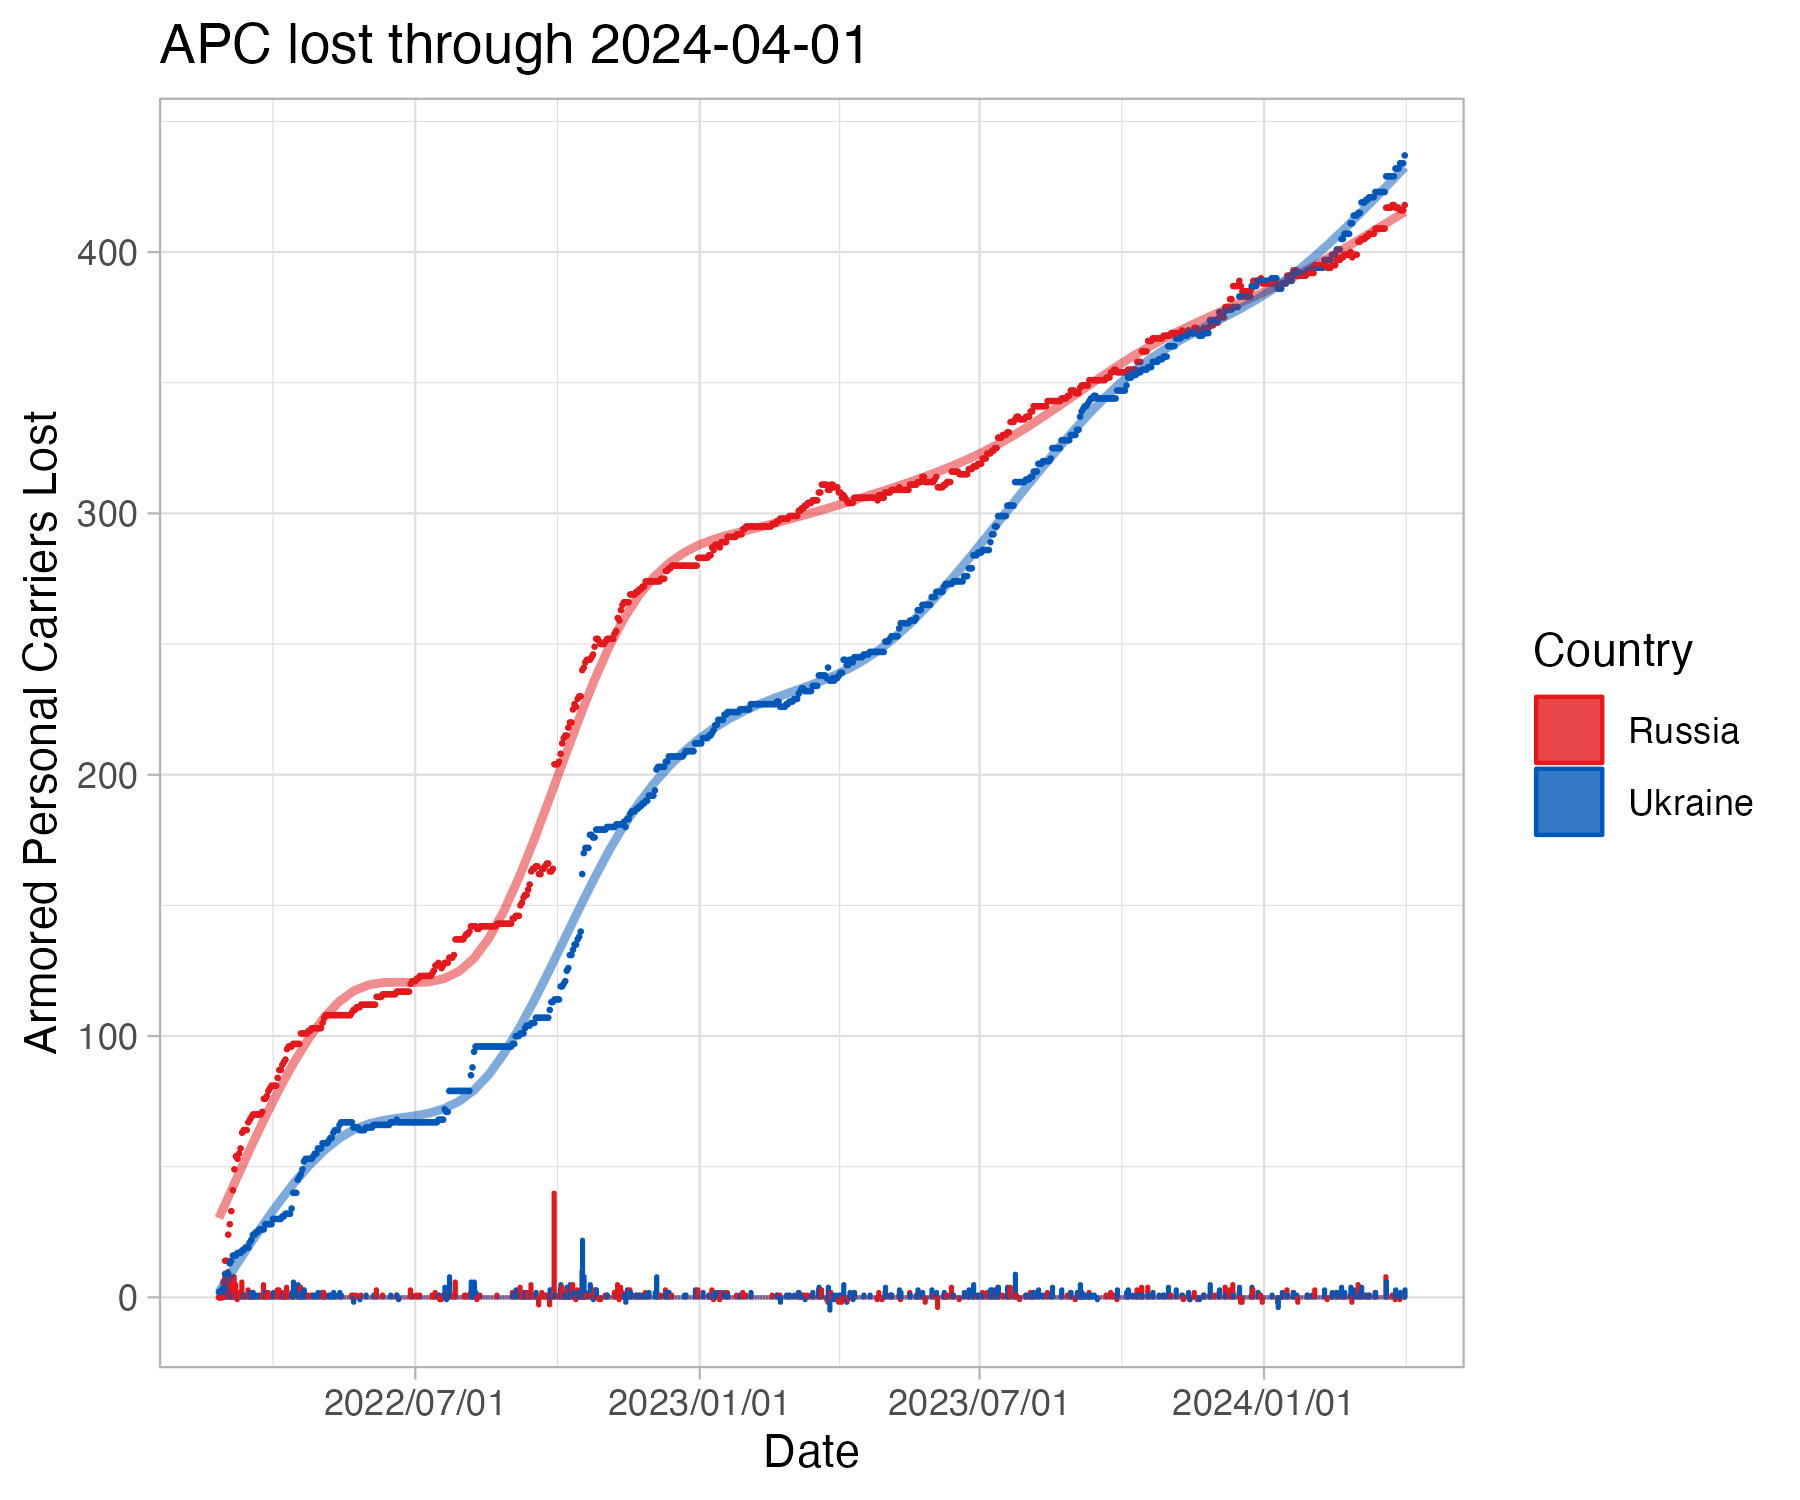 APC lost through 2024-04-01
Armored Personal Carriers Lost
400
300
200
100
0
2022/07/01
2023/01/01
2023/07/01
2024/01/01
Date
Country
Russia
Ukraine